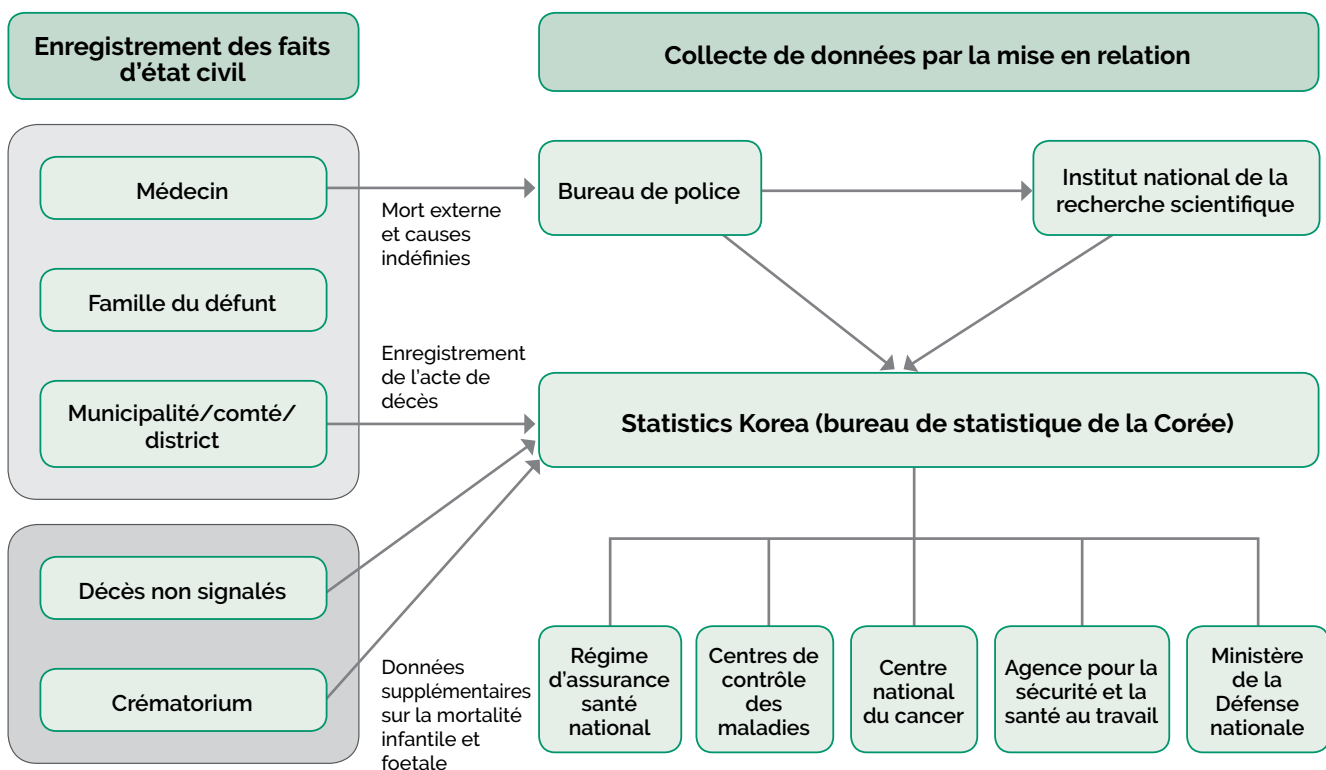 Enregistrement des faits
d'état civil
Collecte de données par la mise en relation
Médecin
Mort externe
et causes
indéfinies
Bureau de police
Institut national de la
recherche scientifique
Famille du défunt
Enregistrement
de l'acte de
décès
Municipalité/comté/
district
Statistics Korea (bureau de statistique de la Corée)
Décès non signalés
Crématorium
Données
supplémentaires
sur la mortalité
infantile et
foetale
Régime
d'assurance
santé
national
Centres de
contrôle
des
maladies
Centre
national
du cancer
Agence pour la
sécurité et la
santé au travail
Ministère
de la
Défense
nationale